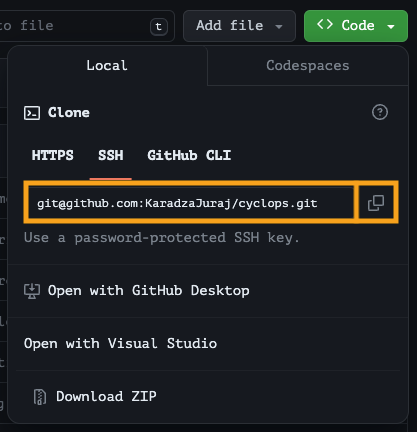 to file
t
Add file
<> Code
Local
Codespaces
Clone
HTTPS
SSH
GitHub CLI
git@github.com:KaradzaJuraj/cyclops.git
Use a password-protected SSH key.
Open with GitHub Desktop
Open with Visual Studio
Download ZIP